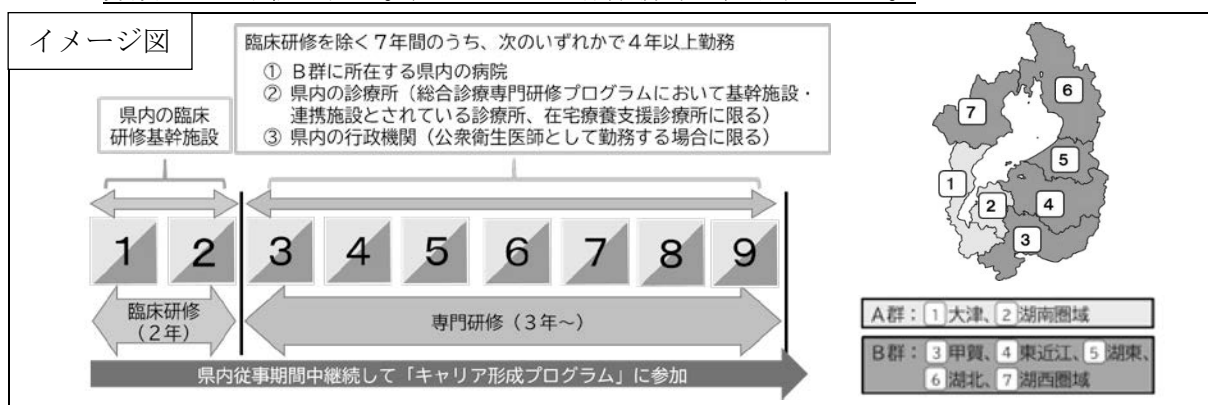 イメージ図
臨床研修を除く7年間のうち、次のいずれかで4年以上勤務
① B群に所在する県内の病院
② 県内の診療所（総合診療専門研修プログラムにおいて基幹施設・
連携施設とされている診療所、在宅療養支援診療所に限る）
③ 県内の行政機関（公衆衛生医師として勤務する場合に限る）
県内の臨床
研修基幹施設
1 2 3 4 5 6 7 8 9
臨床研修
（2年）
専門研修（3年～）
県内従事期間中継続して「キャリア形成プログラム」に参加
6
7
5
1
2
4
3
A群：1大津、2湖南圏域
B群：3甲賀、4東近江、5湖東、
6湖北、7湖西圏域